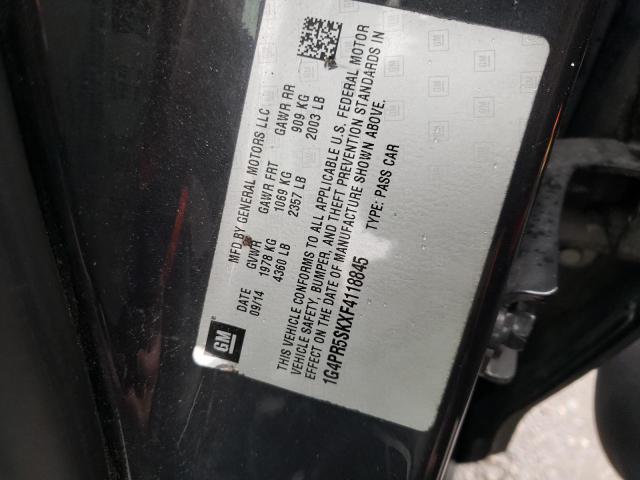 GM
MFD BY GENERAL MOTORS LLC
DATE GVWR GAWR FRT GAWR RR
09/14 1978 KG 1069 KG 909 KG
4360 LB 2357 LB 2003 LB
THIS VEHICLE CONFORMS TO ALL APPLICABLE U.S. FEDERAL MOTOR
VEHICLE SAFETY, BUMPER, AND THEFT PREVENTION STANDARDS IN
EFFECT ON THE DATE OF MANUFACTURE SHOWN ABOVE.
1G4PR5SKXF4118845 TYPE: PASS CAR